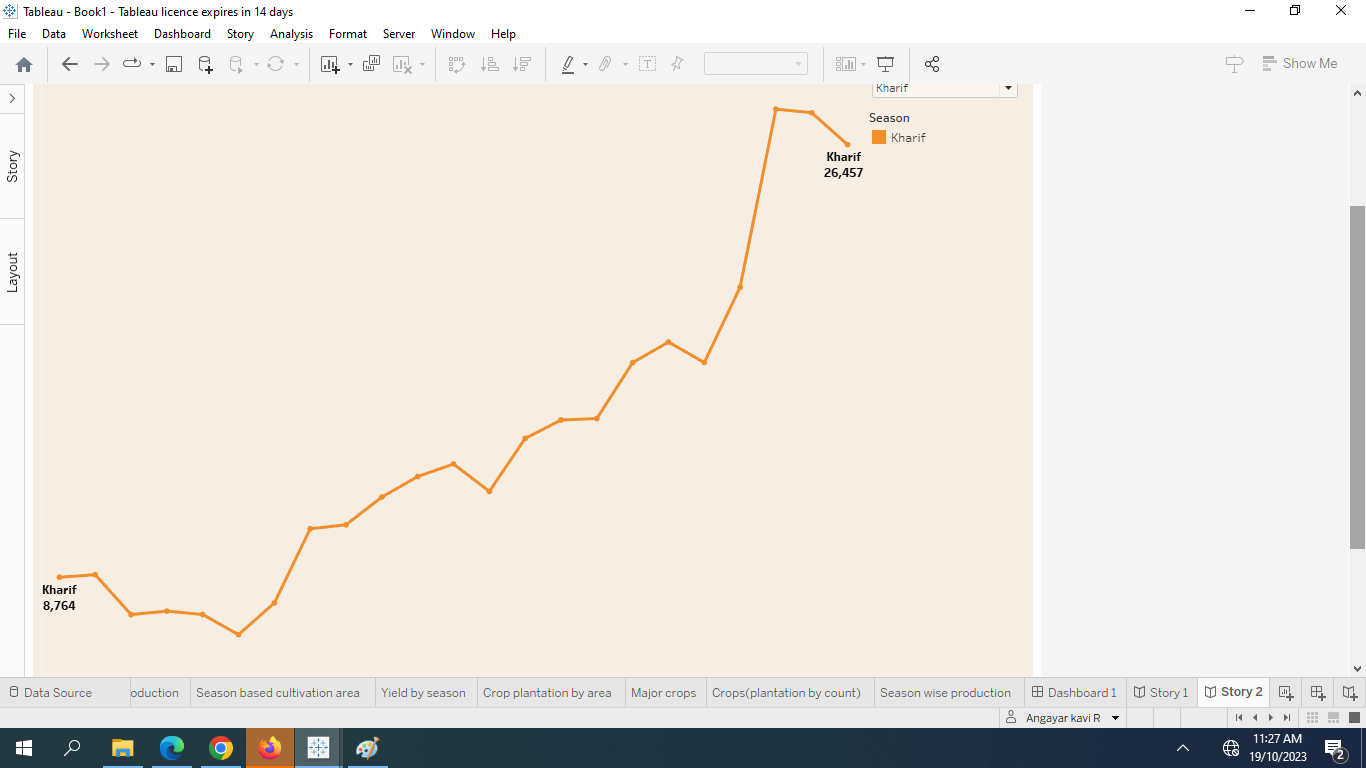 Tableau - Book1 - Tableau licence expires in 14 days
File Data Worksheet Dashboard Story Analysis Format Server Window Help
Show Me
Kharif
Season
Kharif
Story
Layout
Kharif
26,457
Kharif
8,764
Data Source oduction Season based cultivation area Yield by season Crop plantation by area Major crops Crops(plantation by count) Season wise production Dashboard 1 Story 1 Story 2
Angayar kavi R
11:27 AM
19/10/2023
2